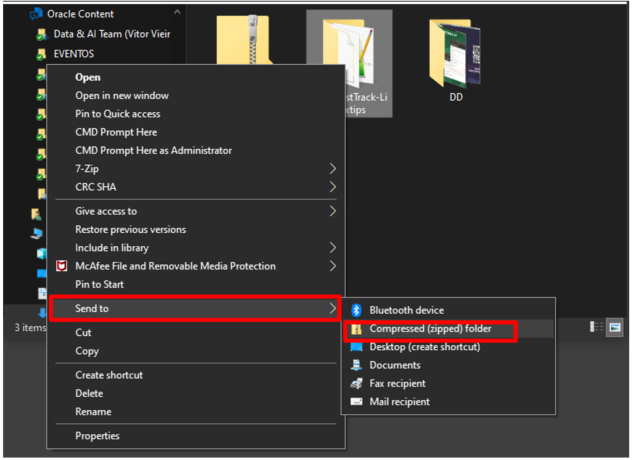 Oracle Content
Data & AI Team (Vitor Vieir
EVENTOS
stTrack-Li
xtips
DD
Open
Open in new window
Pin to Quick access
CMD Prompt Here
CMD Prompt Here as Administrator
7-Zip
CRC SHA
Give access to
Restore previous versions
Include in library
McAfee File and Removable Media Protection
Pin to Start
Send to
Cut
Copy
Create shortcut
Delete
Rename
Properties
Bluetooth device
Compressed (zipped) folder
Desktop (create shortcut)
Documents
Fax recipient
Mail recipient
3 items